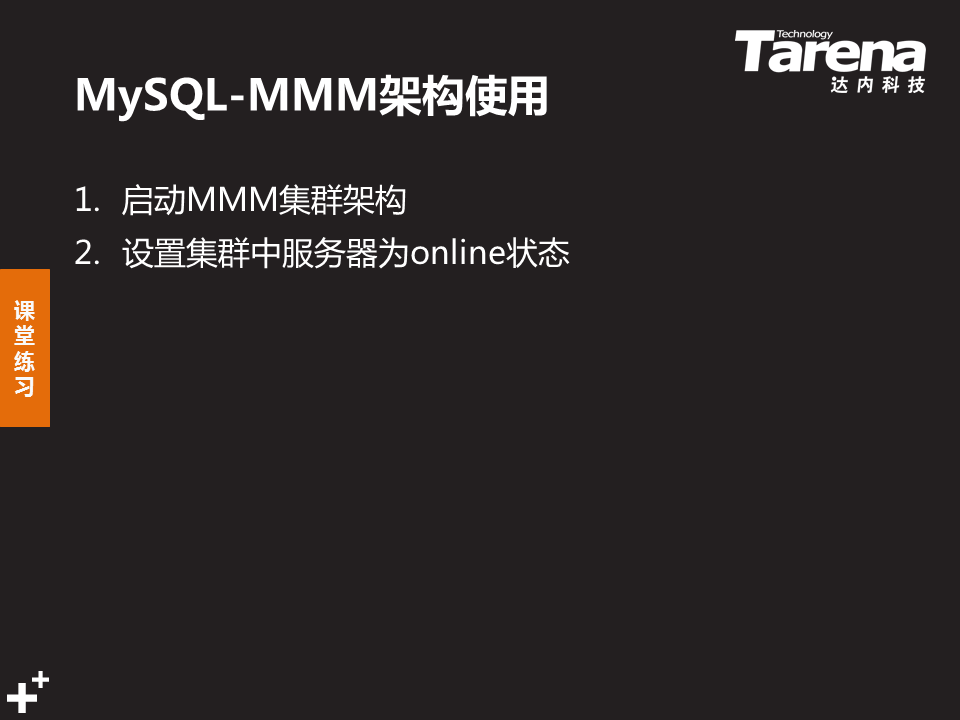 Technology
Tarena
达内科技
MySQL-MMM架构使用
1. 启动MMM集群架构
2. 设置集群中服务器为online状态
课堂练习